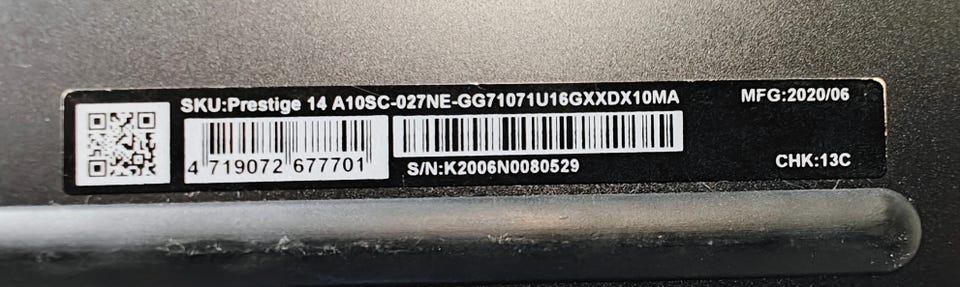 SKU:Prestige 14 A10SC-027NE-GG71071U16GXXDX10MA
MFG:2020/06
4 719072 677701
S/N:K2006N0080529
CHK:13C